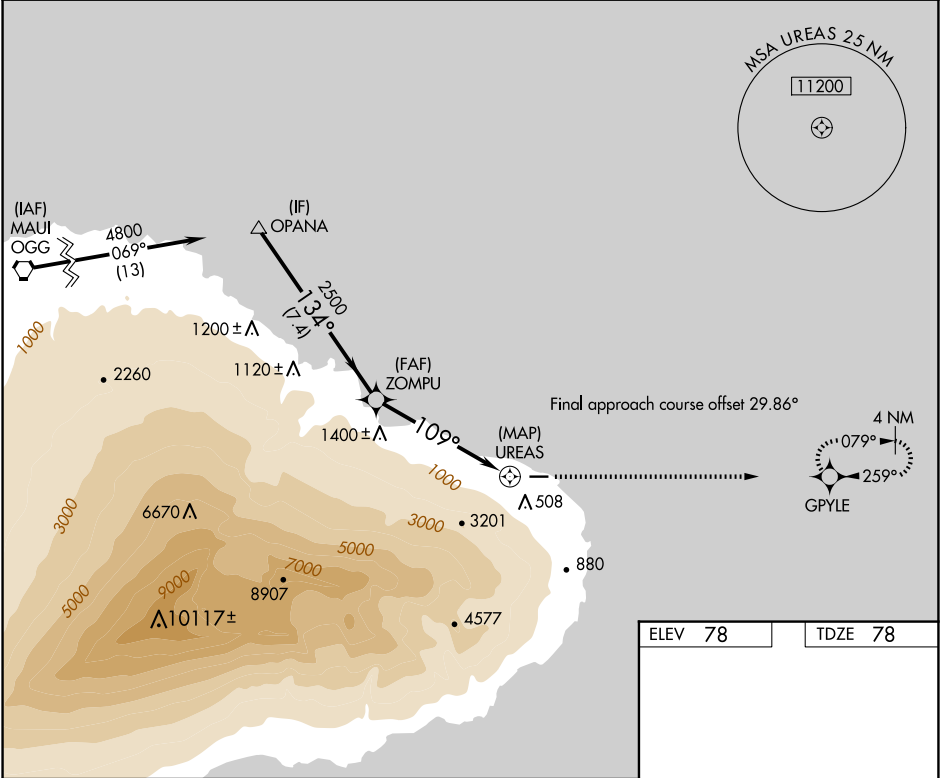 MSA UREAS 25 NM
11200
(IAF)
MAUI
OGG
4800
069°
(13)
(IF)
OPANA
2500
134°
(7.4)
1000
1200 ±
2260
1120 ±
(FAF)
ZOMPU
Final approach course offset 29.86°
1400 ±
109°
(MAP)
UREAS
4 NM
079°
259°
GPYLE
1000
508
3000
6670
3000
3201
5000
7000
880
5000
9000
8907
10117 ±
4577
ELEV 78
TDZE 78